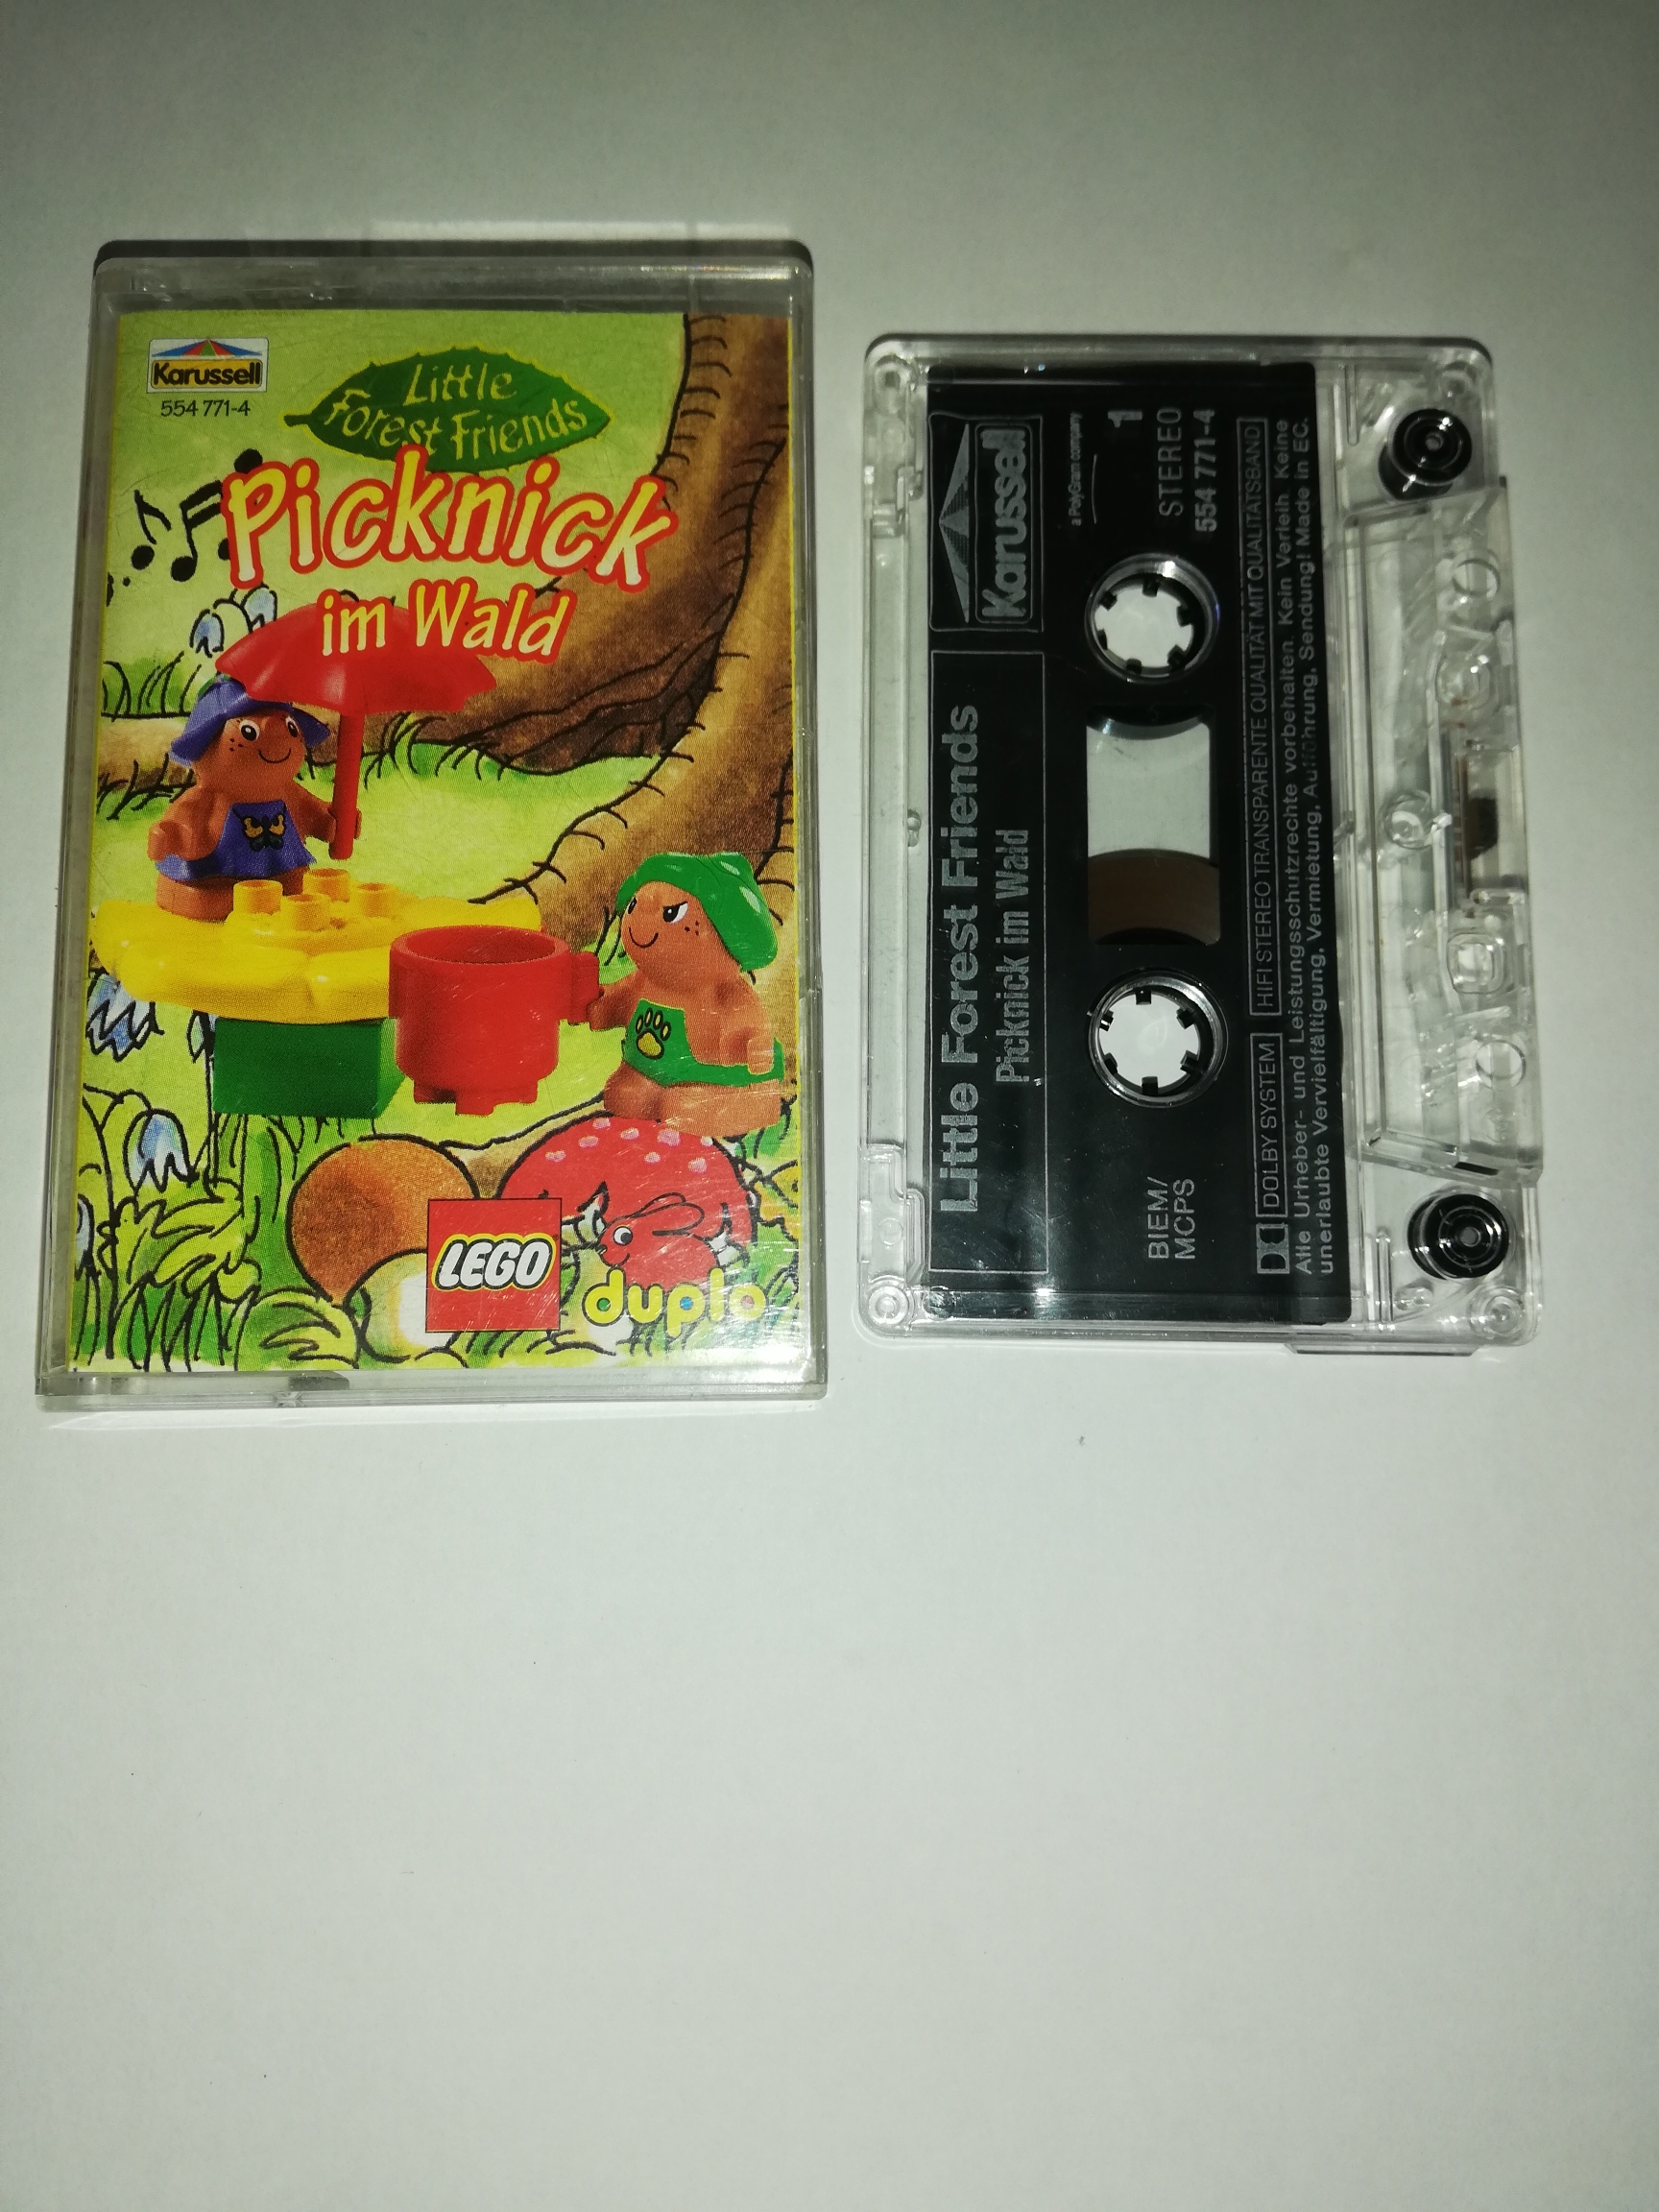 Karussell
554 771-4
Little
Forest Friends
Picknick
im Wald
LEGO
duplo
Karussell
a PolyGram company
1
STEREO
554 771-4
Little Forest Friends
Picknick im Wald
BIEM/
MCPS
DOLBY SYSTEM
HIFI STEREO TRANSPARENTE QUALITÄT MIT QUALITÄTSBAND
Alle Urheber- und Leistungsschutzrechte vorbehalten. Kein Verleih. Keine
unerlaubte Vervielfältigung, Vermietung, Aufführung, Sendung! Made in EC.